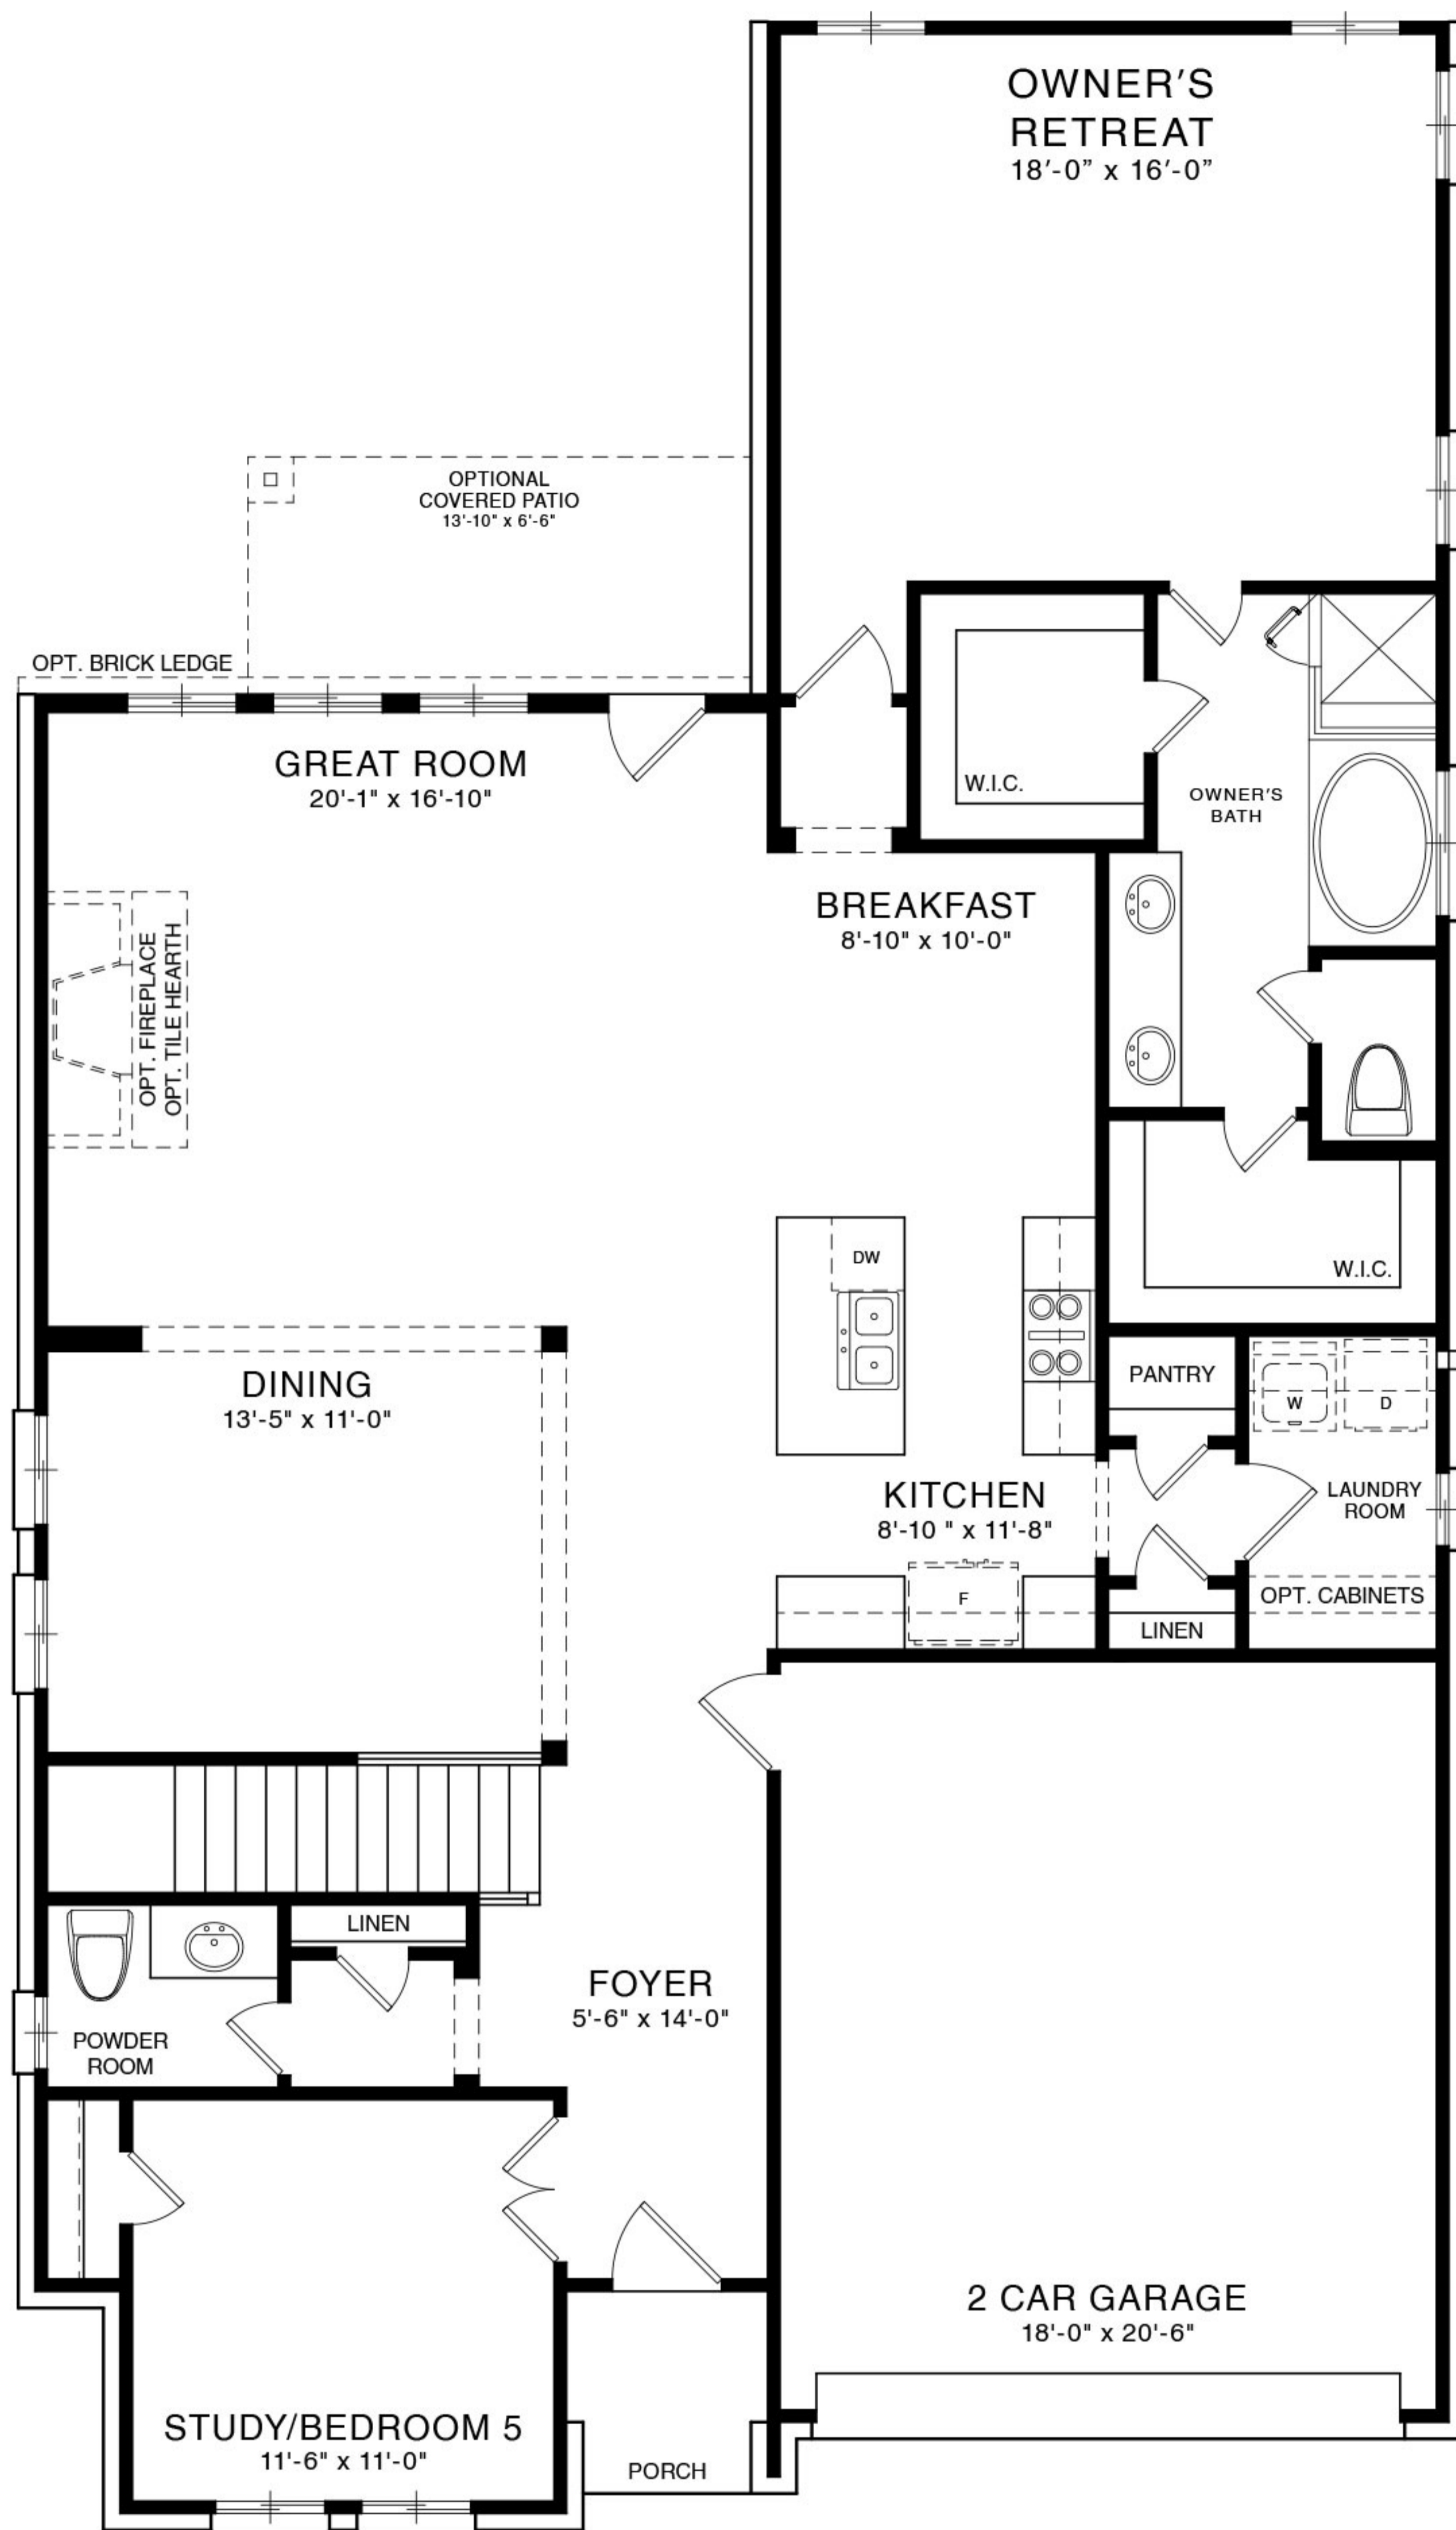 OWNER'S
RETREAT
18'-0” x 16'-0”
OPTIONAL
COVERED PATIO
13'-10" x 6'-6"
OPT. BRICK LEDGE
GREAT ROOM
20'-1" x 16'-10"
W.I.C.
OWNER'S
BATH
BREAKFAST
8'-10" x 10'-0"
OPT. FIREPLACE
OPT. TILE HEARTH
DW
W.I.C.
DINING
13'-5" x 11'-0"
PANTRY
W
D
KITCHEN
8'-10 " x 11'-8"
LAUNDRY
ROOM
F
OPT. CABINETS
LINEN
LINEN
FOYER
5'-6" x 14'-0"
POWDER
ROOM
2 CAR GARAGE
18'-0" x 20'-6"
STUDY/BEDROOM 5
11'-6" x 11'-0"
PORCH